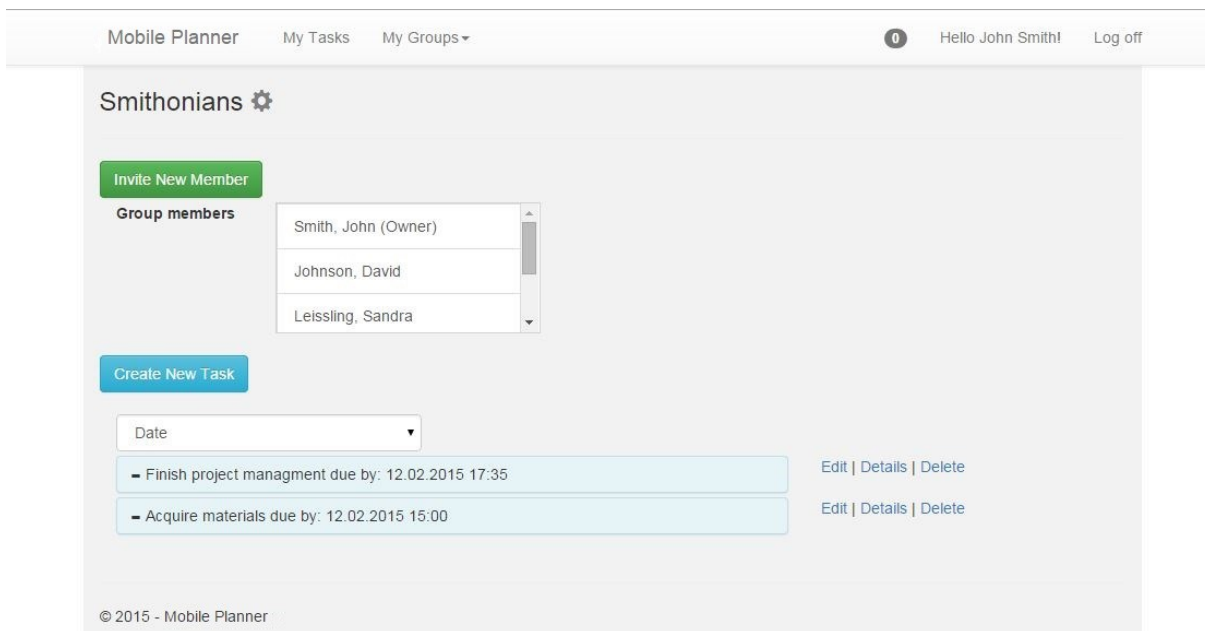 Mobile Planner My Tasks My Groups 0 Hello John Smith! Log off
Smithonians
Invite New Member
Group members
Smith, John (Owner)
Johnson, David
Leissling, Sandra
Create New Task
Date
- Finish project managment due by: 12.02.2015 17:35 Edit | Details | Delete
- Acquire materials due by: 12.02.2015 15:00 Edit | Details | Delete
© 2015 - Mobile Planner